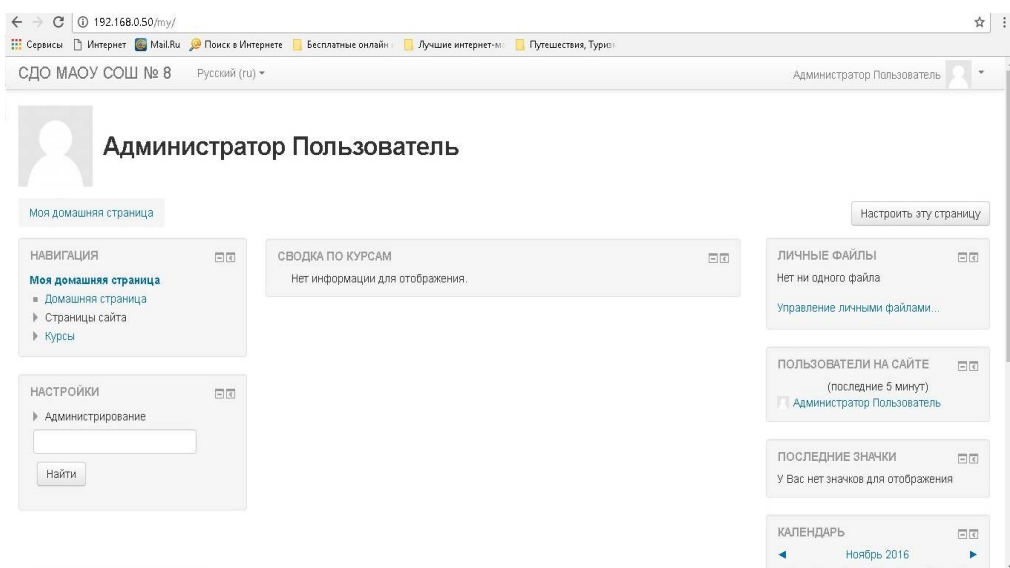 192.168.0.50/my/
Сервисы Интернет Mail.Ru Поиск в Интернете Бесплатные онлайн Лучшие интернет-м Путешествия, Туриз
СДО МАОУ СОШ № 8 Русский (ru) Администратор Пользователь
Администратор Пользователь
Моя домашняя страница
Настроить эту страницу
НАВИГАЦИЯ
Моя домашняя страница
Домашняя страница
Страницы сайта
Курсы
НАСТРОЙКИ
Администрирование
Найти
СВОДКА ПО КУРСАМ
Нет информации для отображения.
ЛИЧНЫЕ ФАЙЛЫ
Нет ни одного файла
Управление личными файлами...
ПОЛЬЗОВАТЕЛИ НА САЙТЕ
(последние 5 минут)
Администратор Пользователь
ПОСЛЕДНИЕ ЗНАЧКИ
У Вас нет значков для отображения
КАЛЕНДАРЬ
Ноябрь 2016